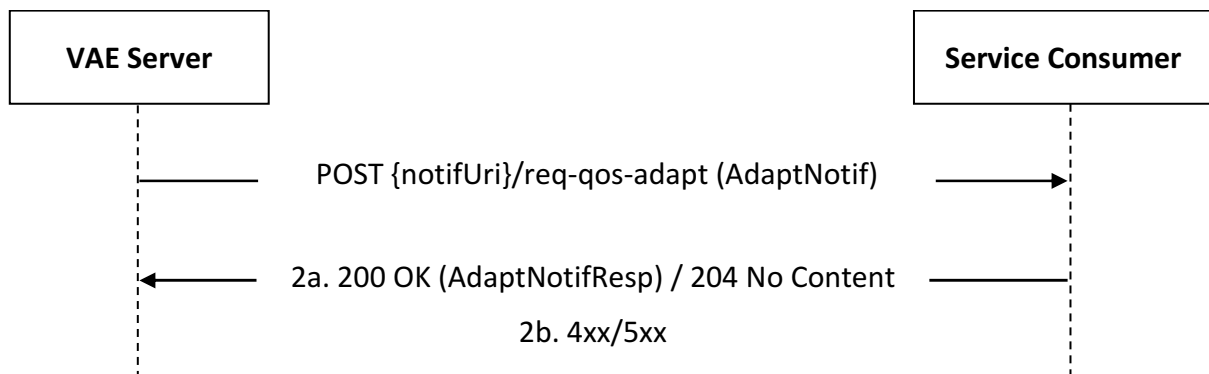 VAE Server
Service Consumer
POST {notifUri}/req-qos-adapt (AdaptNotif)
2a. 200 OK (AdaptNotifResp) / 204 No Content
2b. 4xx/5xx